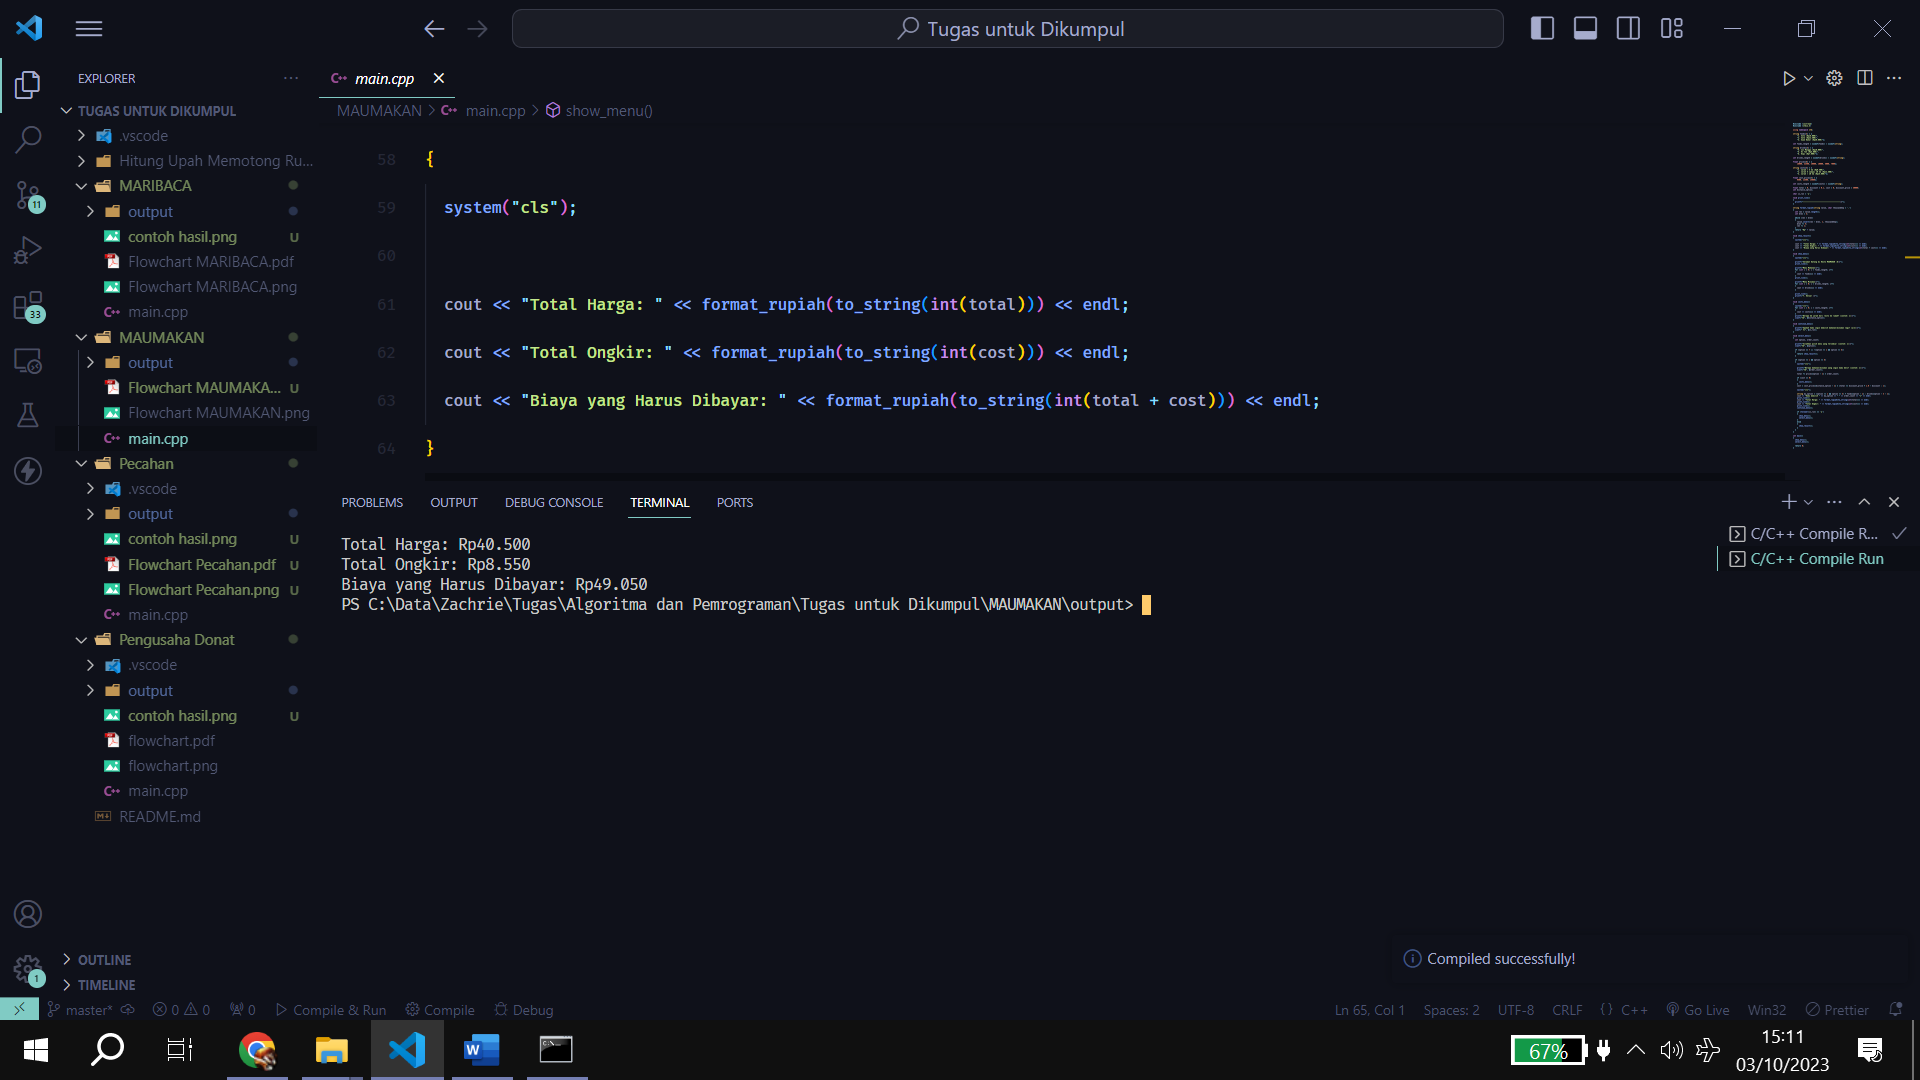 Tugas untuk Dikumpul
EXPLORER
main.cpp
TUGAS UNTUK DIKUMPUL
MAUMAKAN > main.cpp > show_menu()
.vscode
Hitung Upah Memotong Ru...
MARIBACA
output
contoh hasil.png U
Flowchart MARIBACA.pdf
Flowchart MARIBACA.png
main.cpp
MAUMAKAN
output
Flowchart MAUMAKA... U
Flowchart MAUMAKAN.png
main.cpp
Pecahan
.vscode
output
contoh hasil.png U
Flowchart Pecahan.pdf U
Flowchart Pecahan.png U
main.cpp
Pengusaha Donat
.vscode
output
contoh hasil.png U
flowchart.pdf
flowchart.png
main.cpp
README.md
OUTLINE
TIMELINE
11
33
1
58 {
59 system("cls");
60
61 cout << "Total Harga: " << format_rupiah(to_string(int(total))) << endl;
62 cout << "Total Ongkir: " << format_rupiah(to_string(int(cost))) << endl;
63 cout << "Biaya yang Harus Dibayar: " << format_rupiah(to_string(int(total + cost))) << endl;
64 }
PROBLEMS OUTPUT DEBUG CONSOLE TERMINAL PORTS
Total Harga: Rp40.500
Total Ongkir: Rp8.550
Biaya yang Harus Dibayar: Rp49.050
PS C:\Data\Zachrie\Tugas\Algoritma dan Pemrograman\Tugas untuk Dikumpul\MAUMAKAN\output>
C/C++ Compile R...
C/C++ Compile Run
Compiled successfully!
master* 0 0 0 Compile & Run Compile Debug
Ln 65, Col 1 Spaces: 2 UTF-8 CRLF {} C++ Go Live Win32 Prettier
67%
15:11
03/10/2023